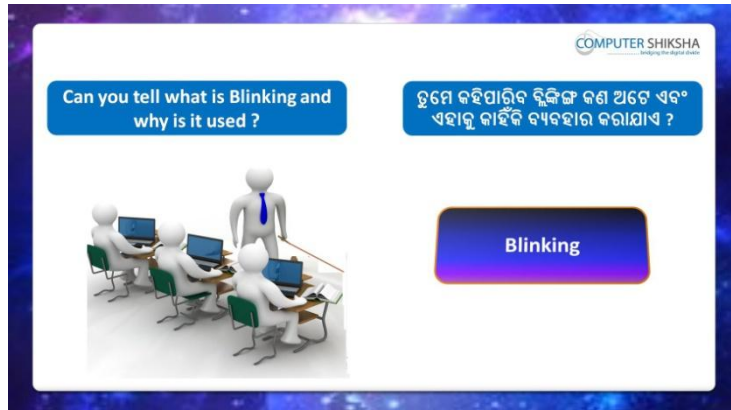 COMPUTER SHIKSHA
bridging the digital divide
Can you tell what is Blinking and
why is it used ?
ତୁମେ କହିପାରିବ ବ୍ଲିଙ୍କିଙ୍ଗ କଣ ଅଟେ ଏବଂ
ଏହାକୁ କାହିଁକି ବ୍ୟବହାର କରାଯାଏ ?
Blinking